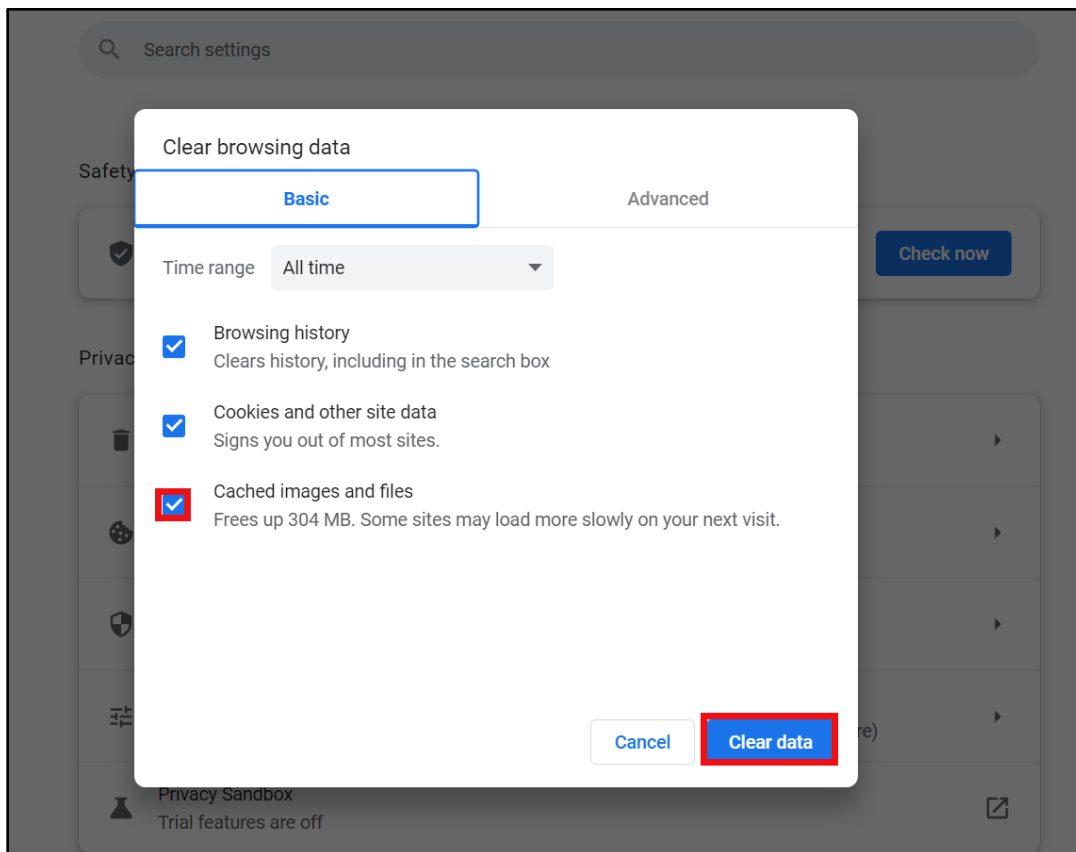 Search settings
Safety
Check now
Privac
Clear browsing data
Basic
Advanced
Time range
All time
Browsing history
Clears history, including in the search box
Cookies and other site data
Signs you out of most sites.
Cached images and files
Frees up 304 MB. Some sites may load more slowly on your next visit.
Cancel
Clear data
re)
Privacy Sandbox
Trial features are off